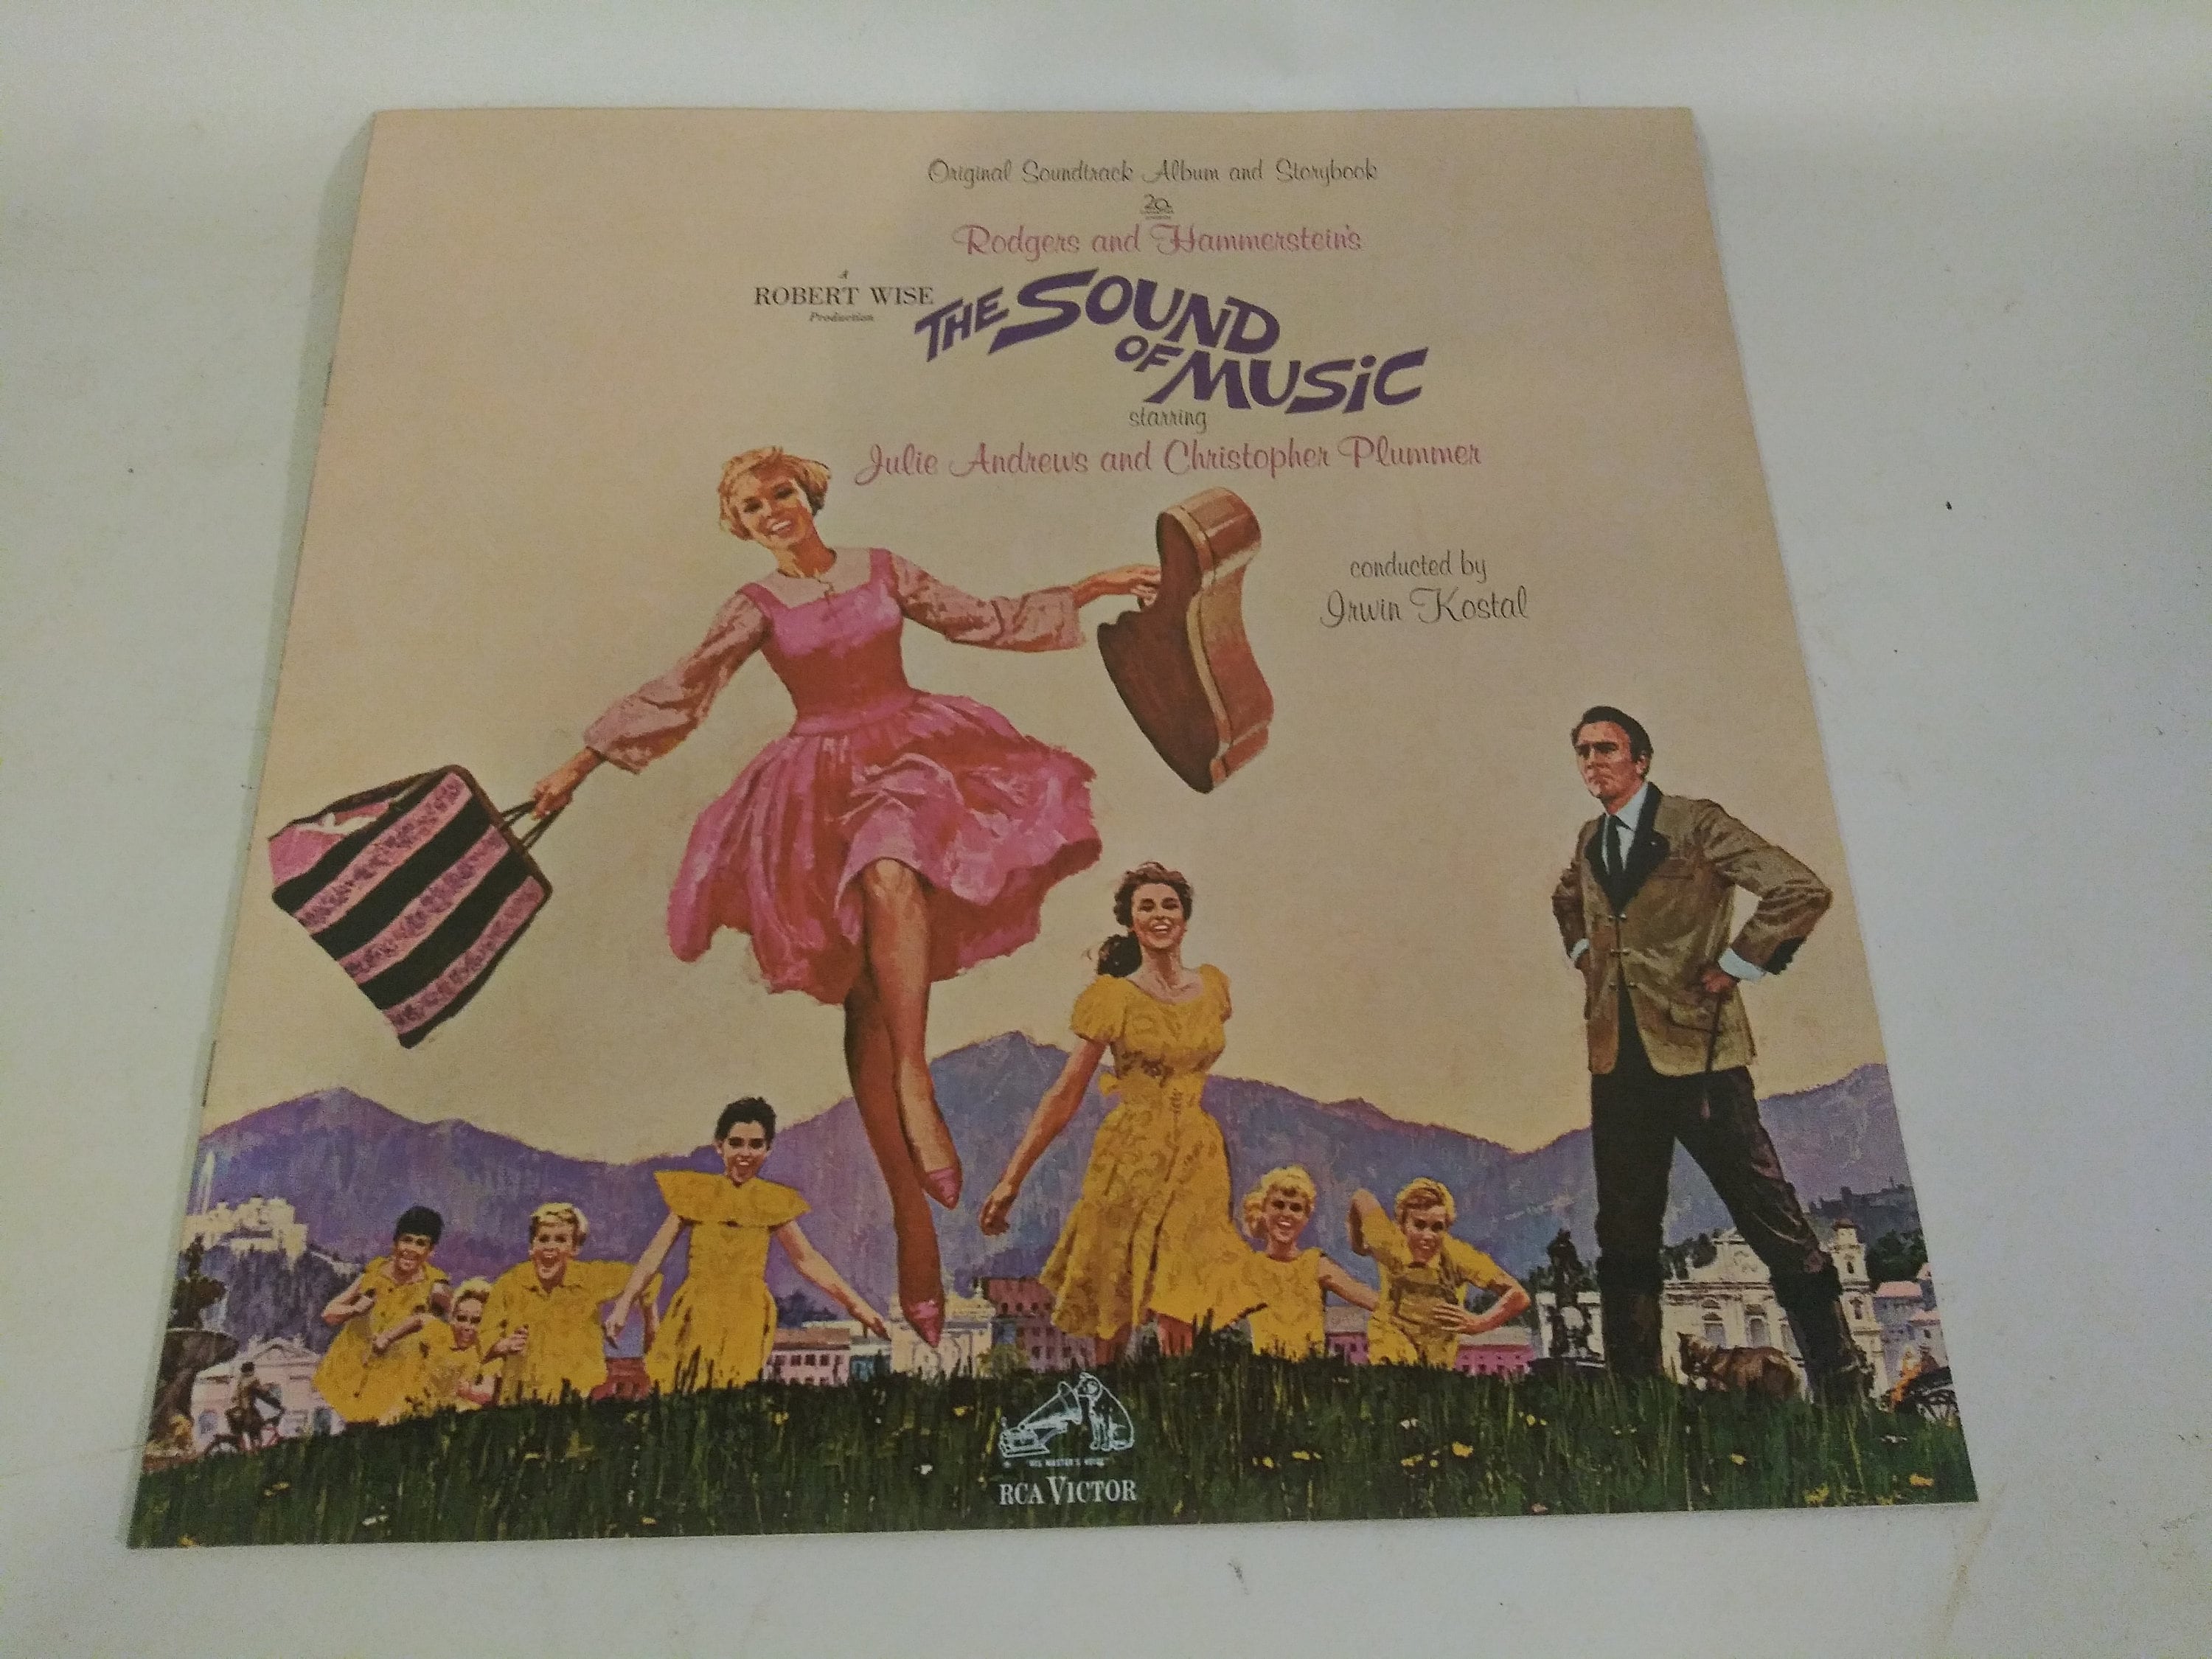 Original Soundtrack Album and Storybook
20
Rodgers and Hammerstein's
A
ROBERT WISE
Production
THE SOUND
OF MUSIC
starring
Julie Andrews and Christopher Plummer
conducted by
Irwin Kostal
"HIS MASTER'S VOICE"
RCA VICTOR